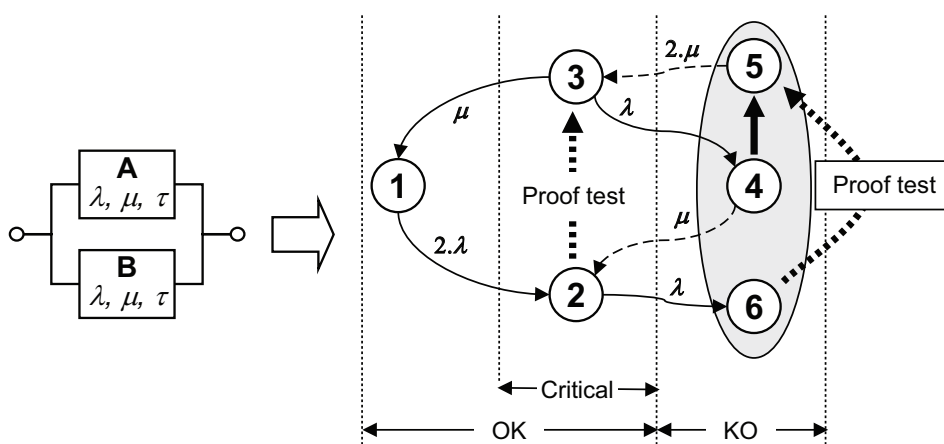 A
λ, μ, τ
B
λ, μ, τ
1
μ
2.λ
3
Proof test
2
2.μ
λ
μ
λ
5
4
6
Proof test
Critical
OK
KO